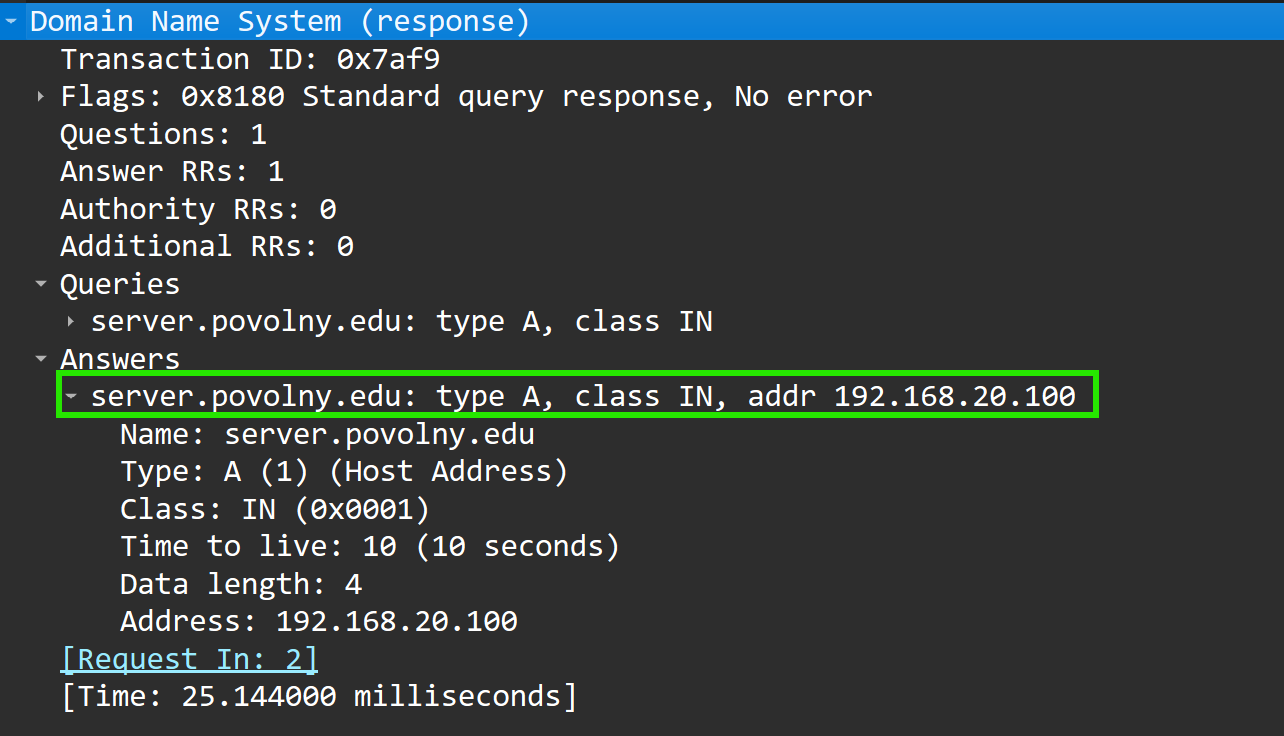 Domain Name System (response)
Transaction ID: 0x7af9
Flags: 0x8180 Standard query response, No error
Questions: 1
Answer RRs: 1
Authority RRs: 0
Additional RRs: 0
Queries
server.povolny.edu: type A, class IN
Answers
server.povolny.edu: type A, class IN, addr 192.168.20.100
Name: server.povolny.edu
Type: A (1) (Host Address)
Class: IN (0x0001)
Time to live: 10 (10 seconds)
Data length: 4
Address: 192.168.20.100
[Request In: 2]
[Time: 25.144000 milliseconds]